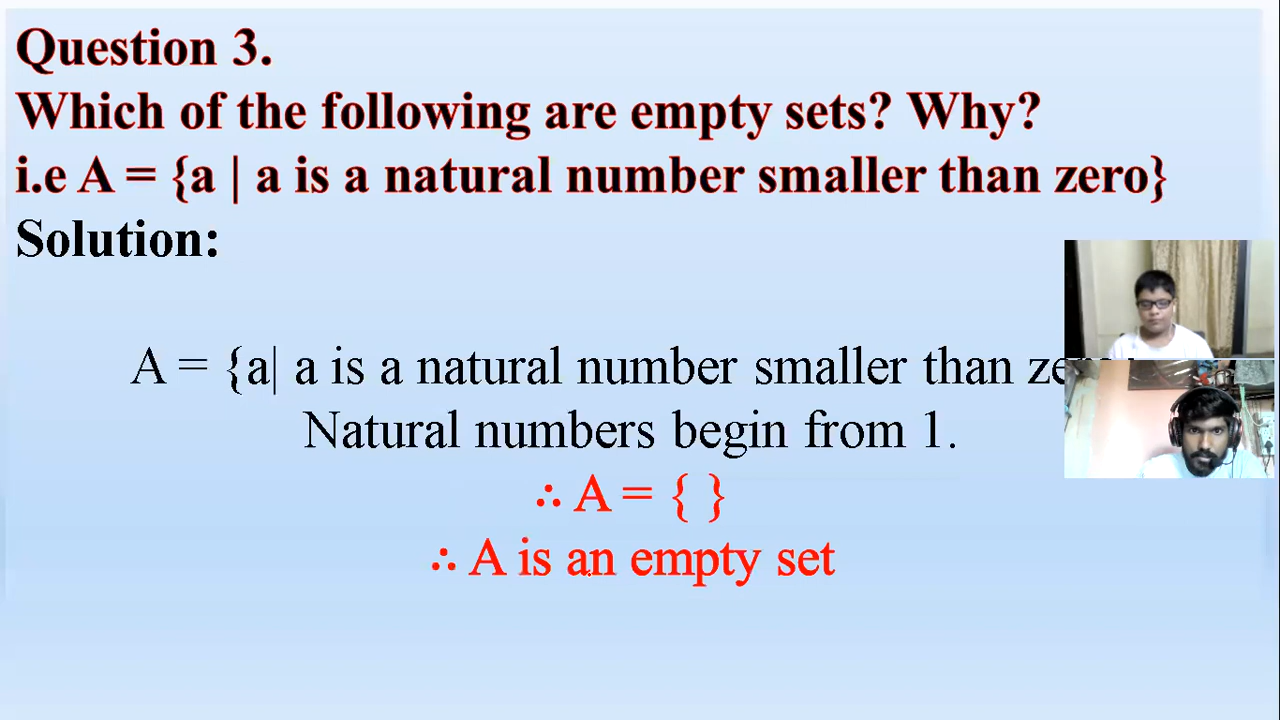 Question 3.
Which of the following are empty sets? Why?
i.e A = {a | a is a natural number smaller than zero}
Solution:
A = {a| a is a natural number smaller than
Natural numbers begin from 1.
∴ A = { }
∴ A is an empty set